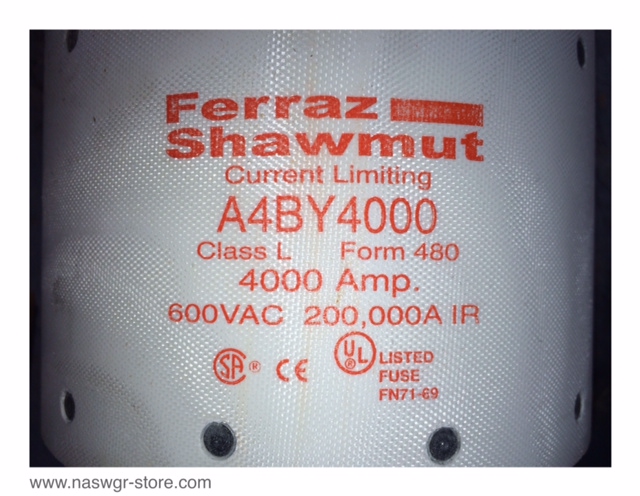 Ferraz
Shawmut
Current Limiting
A4BY4000
Class L Form 480
4000 Amp.
600VAC 200,000A IR
SA ® CE UL ® LISTED
FUSE
FN71-69
www.naswgr-store.com